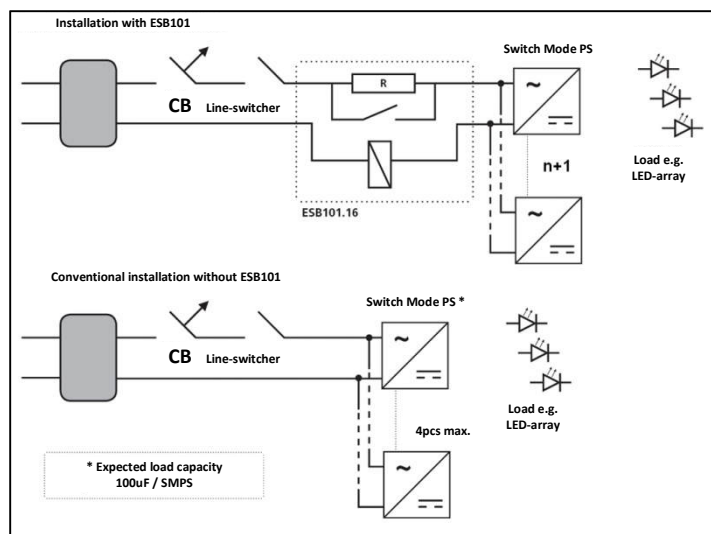 Installation with ESB101
Switch Mode PS
R
CB Line-switcher
~
Load e.g.
LED-array
n+1
ESB101.16
~
Conventional installation without ESB101
Switch Mode PS *
~
CB Line-switcher
Load e.g.
LED-array
4pcs max.
* Expected load capacity
100uF / SMPS
~